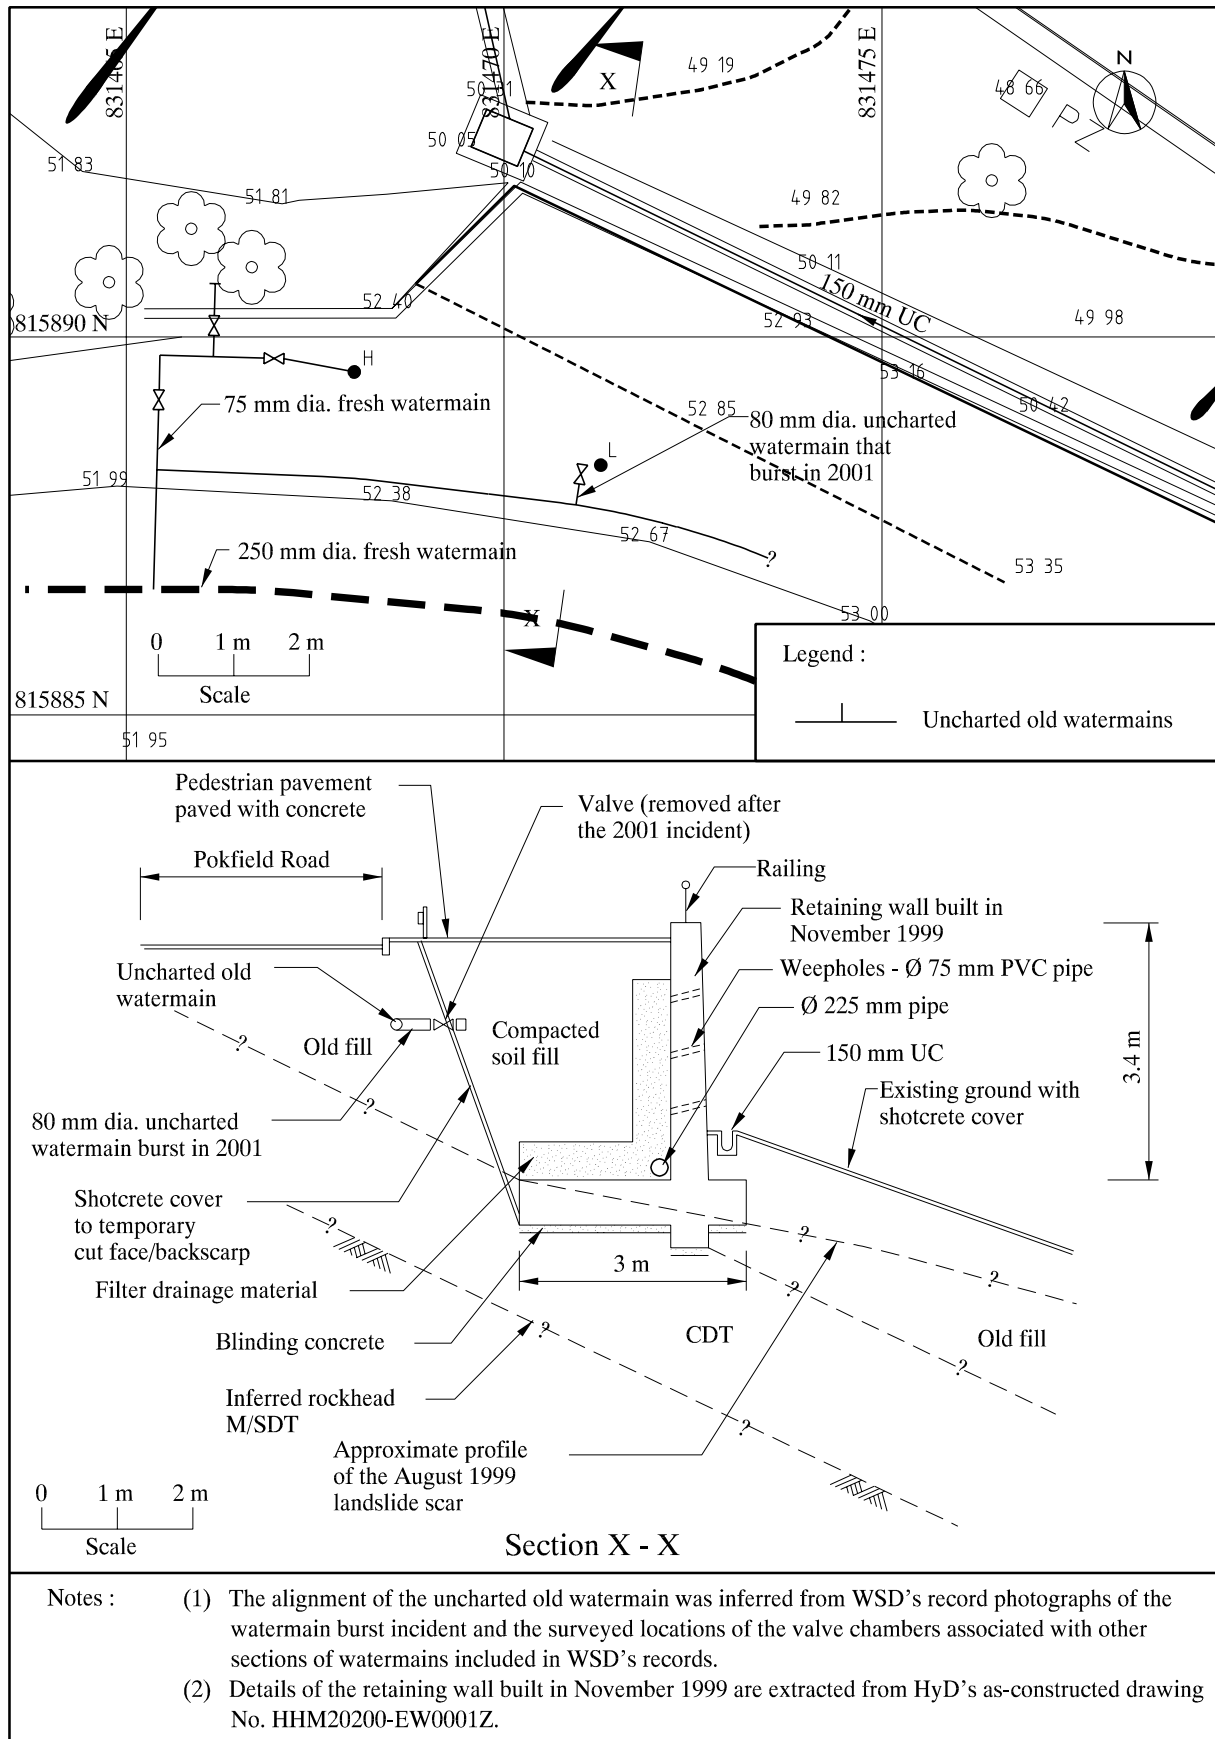 831465 E
831470 E
831475 E
N
X
49 19
48 66
PZ
50 31
50 05
50 10
51 83
51 81
49 82
50 11
150 mm UC
52 40
815890 N
52 93
49 98
H
53 16
75 mm dia. fresh watermain
52 85
50 42
80 mm dia. uncharted
watermain that
burst in 2001
L
51 99
52 38
52 67
250 mm dia. fresh watermain
?
53 35
53 00
X
0 1 m 2 m
Scale
Legend :
815885 N
Uncharted old watermains
51 95
Pedestrian pavement
paved with concrete
Valve (removed after
the 2001 incident)
Pokfield Road
Railing
Retaining wall built in
November 1999
Uncharted old
watermain
Weepholes - Ø 75 mm PVC pipe
Ø 225 mm pipe
?
Old fill
Compacted
soil fill
150 mm UC
3.4 m
Existing ground with
shotcrete cover
?
80 mm dia. uncharted
watermain burst in 2001
Shotcrete cover
to temporary
cut face/backscarp
?
?
3 m
?
?
Filter drainage material
?
Blinding concrete
CDT
Old fill
?
Inferred rockhead
M/SDT
?
Approximate profile
of the August 1999
landslide scar
0 1 m 2 m
Scale
Section X - X
Notes : (1) The alignment of the uncharted old watermain was inferred from WSD's record photographs of the
watermain burst incident and the surveyed locations of the valve chambers associated with other
sections of watermains included in WSD's records.
(2) Details of the retaining wall built in November 1999 are extracted from HyD's as-constructed drawing
No. HHM20200-EW0001Z.